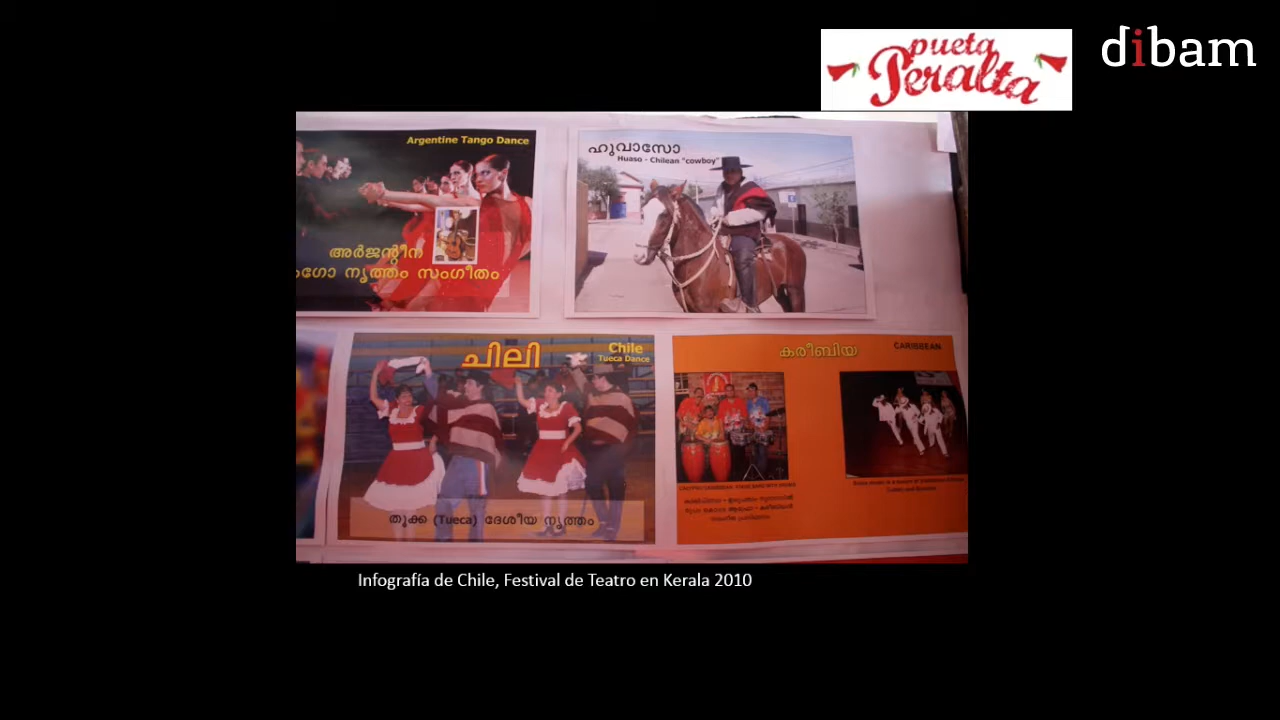 pueta
Peralta
dibam
Argentine Tango Dance
അർജന്റീന
നൃത്തം സംഗീതം
ഹുവാസോ
Huaso - Chilean "cowboy"
ചിലി
Chile
Tueca Dance
തൂക്ക (Tueca) ദേശീയ നൃത്തം
കരീബിയ
CARIBBEAN
Infografía de Chile, Festival de Teatro en Kerala 2010